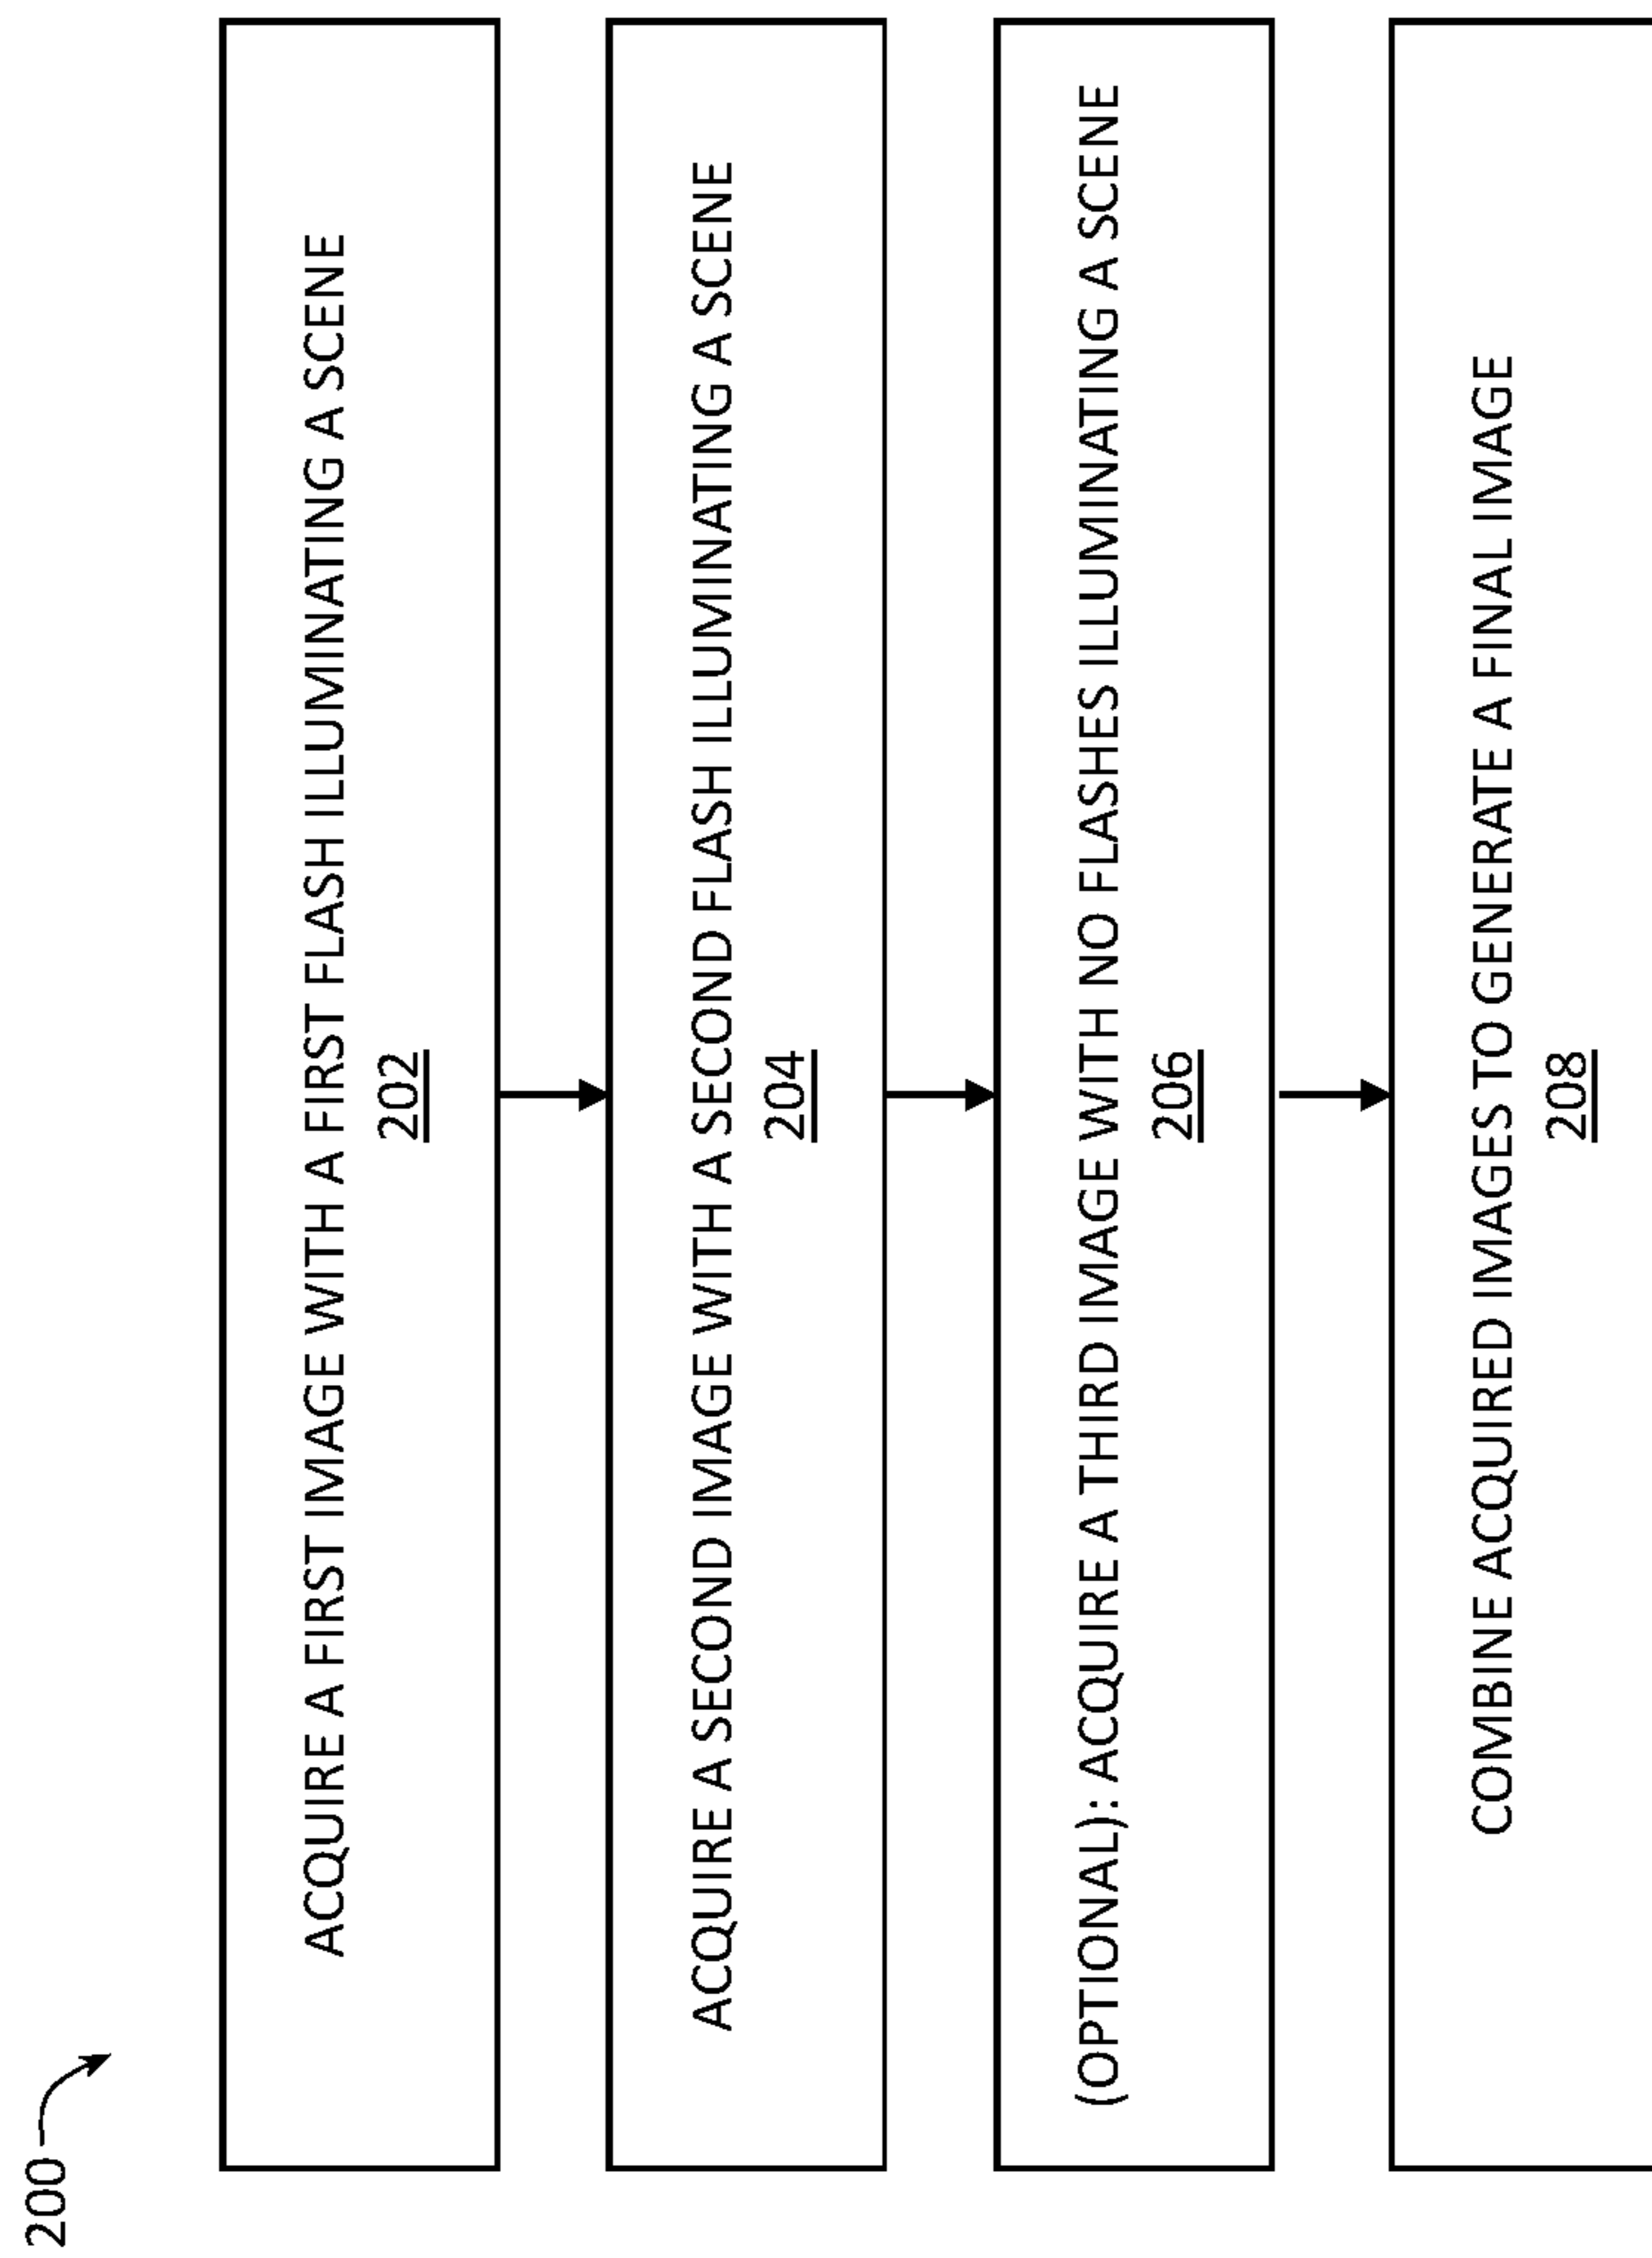 200
ACQUIRE A FIRST IMAGE WITH A FIRST FLASH ILLUMINATING A SCENE
202
ACQUIRE A SECOND IMAGE WITH A SECOND FLASH ILLUMINATING A SCENE
204
(OPTIONAL): ACQUIRE A THIRD IMAGE WITH NO FLASHES ILLUMINATING A SCENE
206
COMBINE ACQUIRED IMAGES TO GENERATE A FINAL IMAGE
208